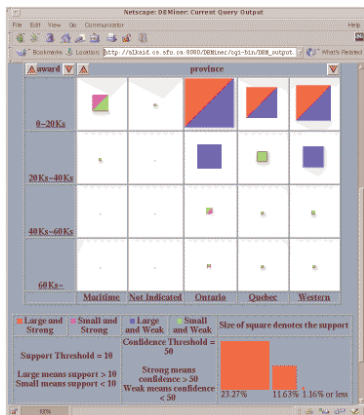 Netscape: DBMiner: Current Query Output
File Edit View Go Communicator Help
Bookmarks Location: http://alkaid.cs.sfu.ca:8080/DBMiner/cgi-bin/DBM_output. What's Related
award province
0~20Ks
20Ks~40Ks
40Ks~60Ks
60Ks~
Maritime Not Indicated Ontario Quebec Western
Large and Strong
Small and Strong
Large and Weak
Small and Weak
Size of square denotes the support
Support Threshold = 10
Large means support > 10
Small means support < 10
Confidence Threshold = 50
Strong means confidence > 50
Weak means confidence < 50
23.27% 11.63% 1.16% or less